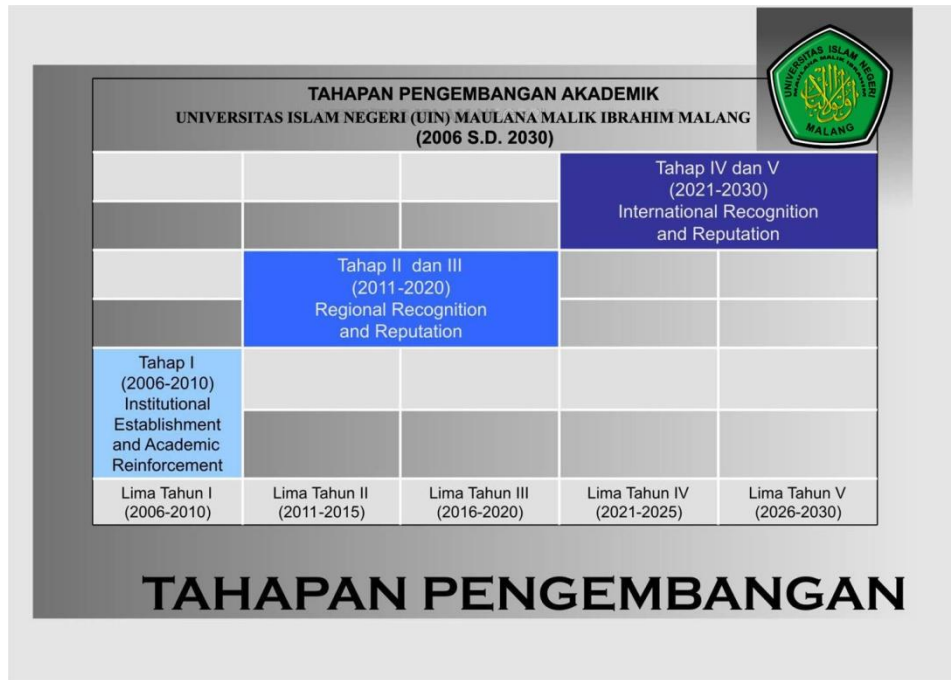 TAHAPAN PENGEMBANGAN AKADEMIK
UNIVERSITAS ISLAM NEGERI (UIN) MAULANA MALIK IBRAHIM MALANG
(2006 S.D. 2030)
UNIVERSITAS ISLAM NEGERI
MAULANA MALIK IBRAHIM
MALANG
Tahap IV dan V
(2021-2030)
International Recognition
and Reputation
Tahap II dan III
(2011-2020)
Regional Recognition
and Reputation
Tahap I
(2006-2010)
Institutional
Establishment
and Academic
Reinforcement
Lima Tahun I
(2006-2010)
Lima Tahun II
(2011-2015)
Lima Tahun III
(2016-2020)
Lima Tahun IV
(2021-2025)
Lima Tahun V
(2026-2030)
TAHAPAN PENGEMBANGAN